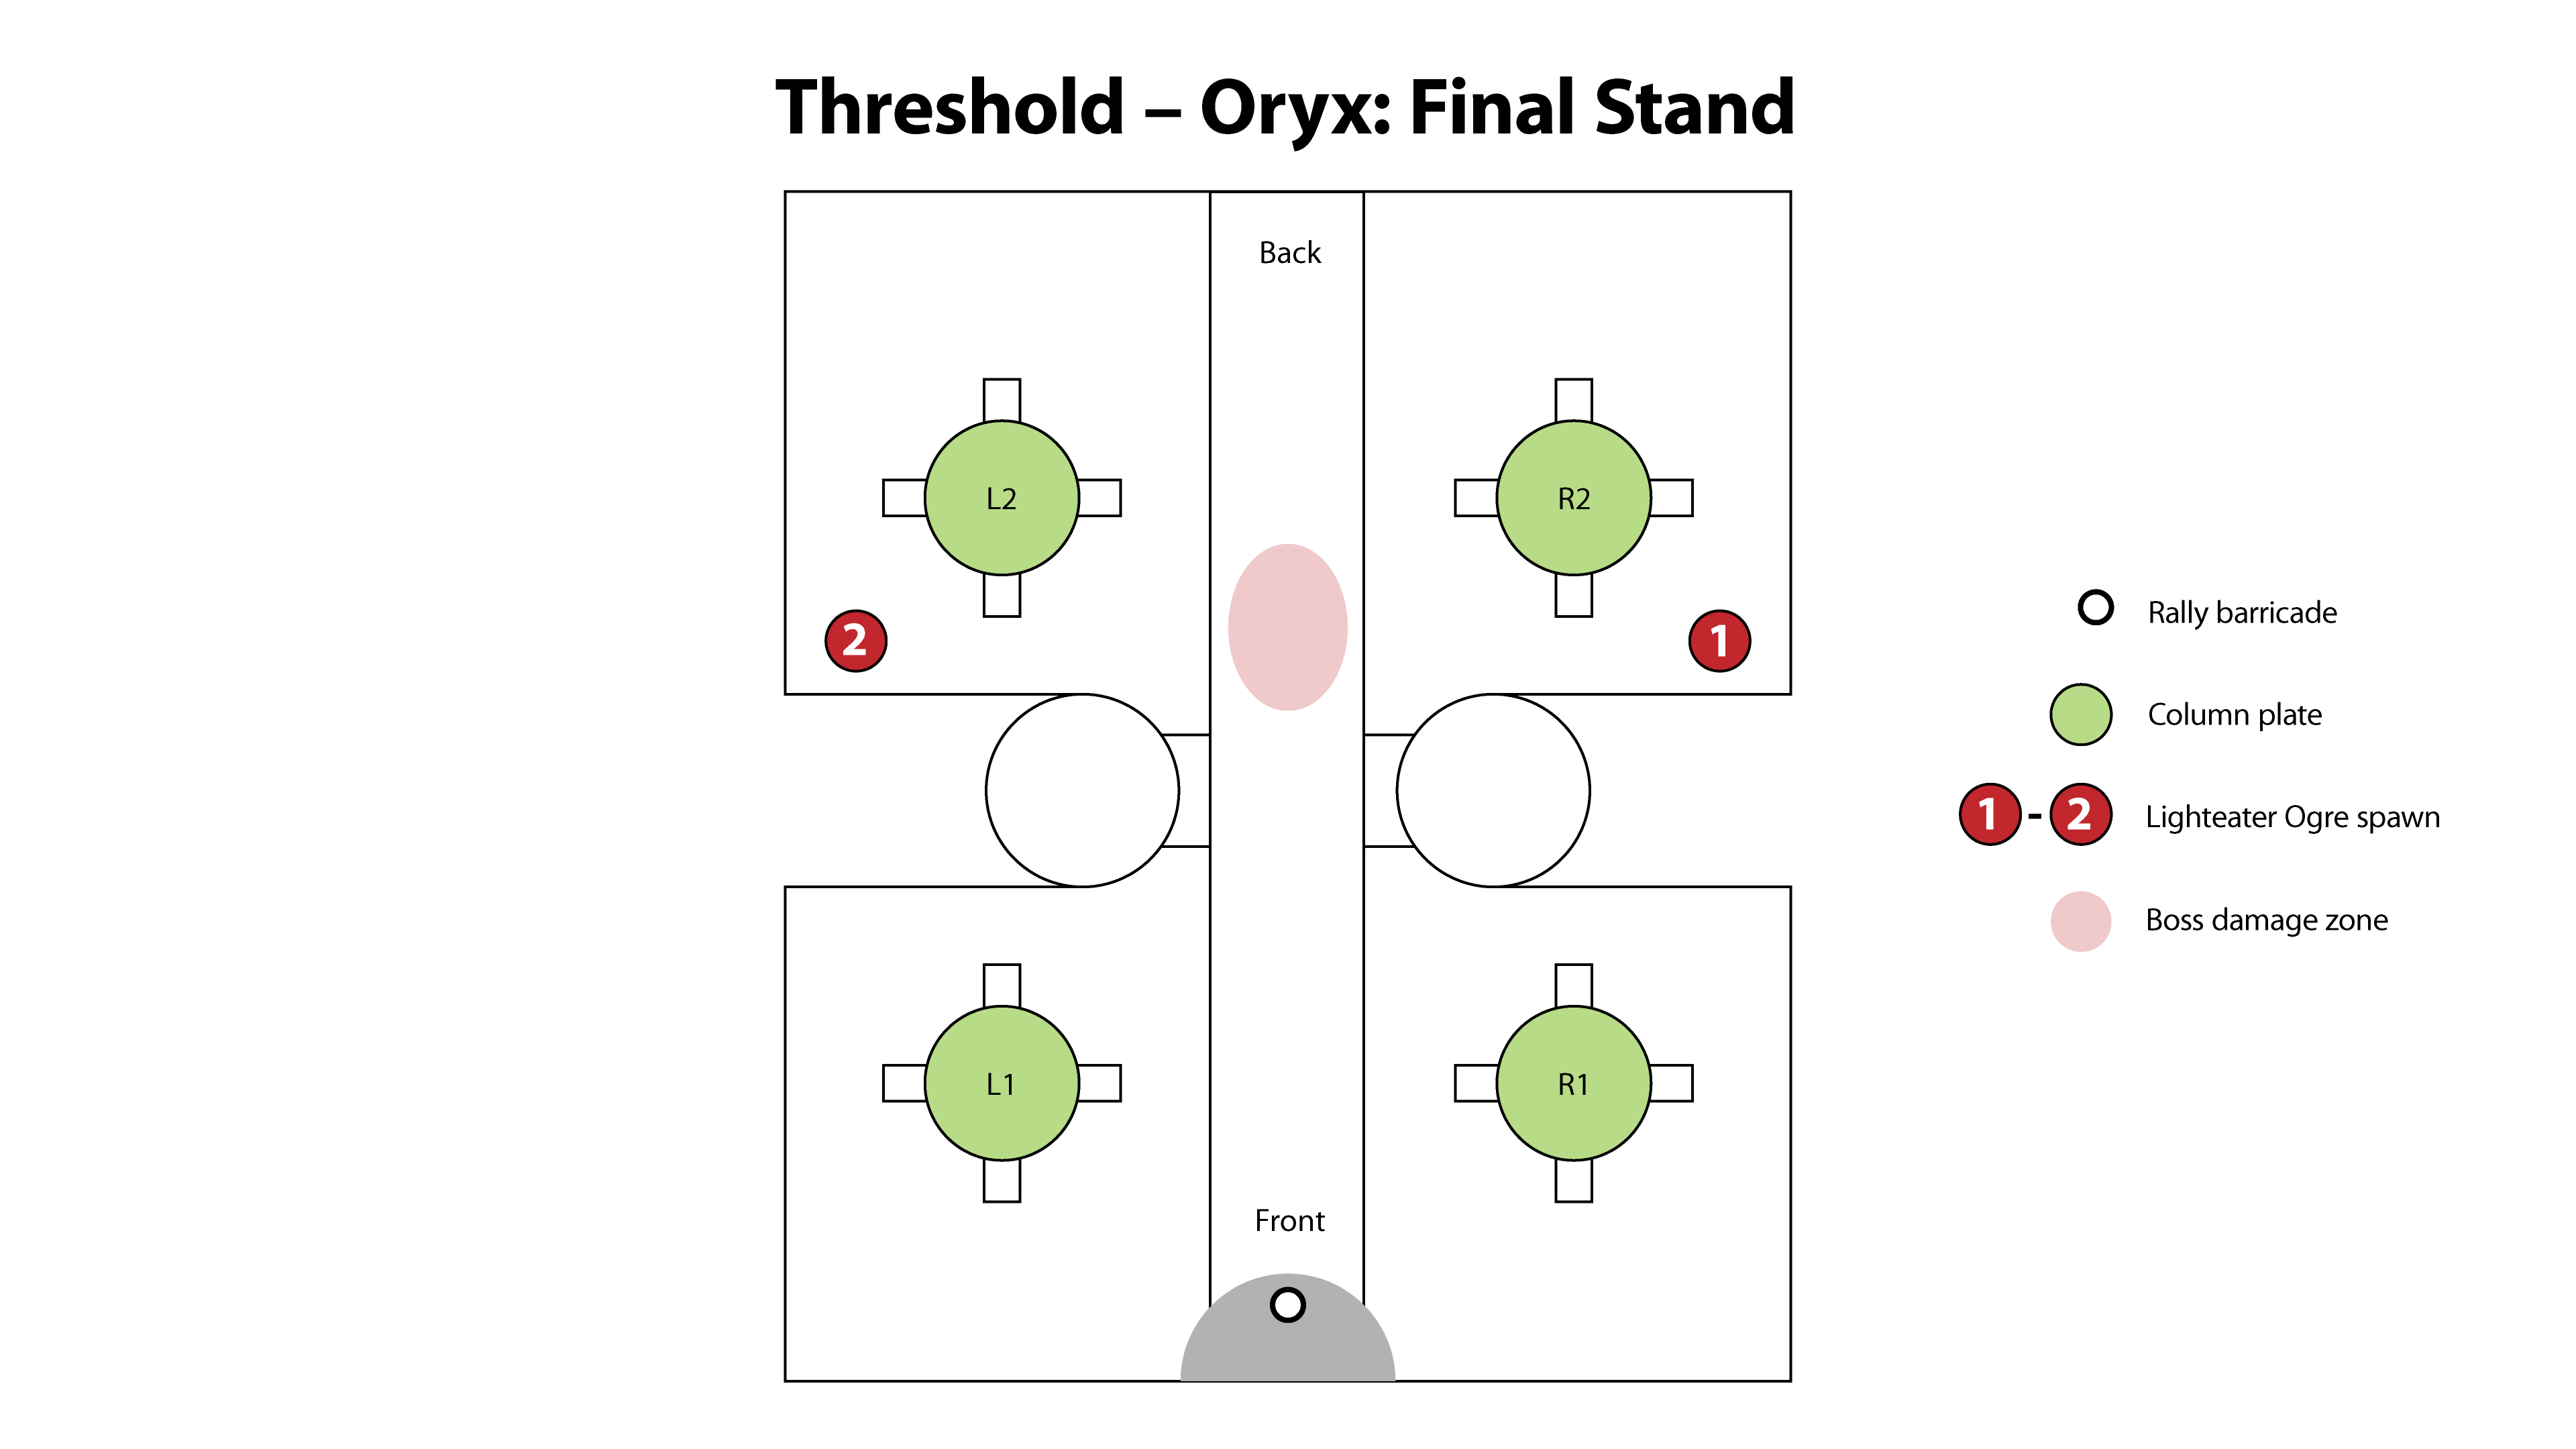 Threshold – Oryx: Final Stand
Back
L2
R2
2
1
L1
R1
Front
Rally barricade
Column plate
1 - 2 Lighteater Ogre spawn
Boss damage zone